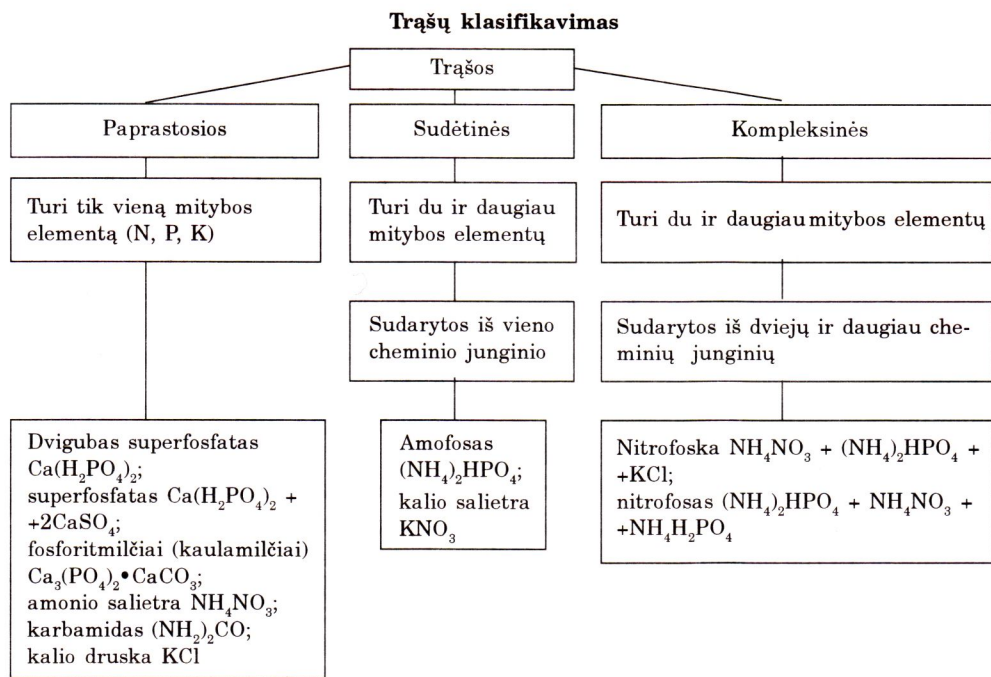 Trąšų klasifikavimas
Trąšos
Paprastosios
Sudėtinės
Kompleksinės
Turi tik vieną mitybos
elementą (N, P, K)
Turi du ir daugiau
mitybos elementų
Turi du ir daugiau mitybos elementų
Sudarytos iš vieno
cheminio junginio
Sudarytos iš dviejų ir daugiau che-
minių junginių
Dvigubas superfosfatas
Ca(H₂PO₄)₂;
superfosfatas Ca(H₂PO₄)₂ +
+2CaSO₄;
fosforitmilčiai (kaulamilčiai)
Ca₃(PO₄)₂•CaCO₃;
amonio salietra NH₄NO₃;
karbamidas (NH₂)₂CO;
kalio druska KCl
Amofosas
(NH₄)₂HPO₄;
kalio salietra
KNO₃
Nitrofoska NH₄NO₃ + (NH₄)₂HPO₄ +
+KCl;
nitrofosas (NH₄)₂HPO₄ + NH₄NO₃ +
+NH₄H₂PO₄